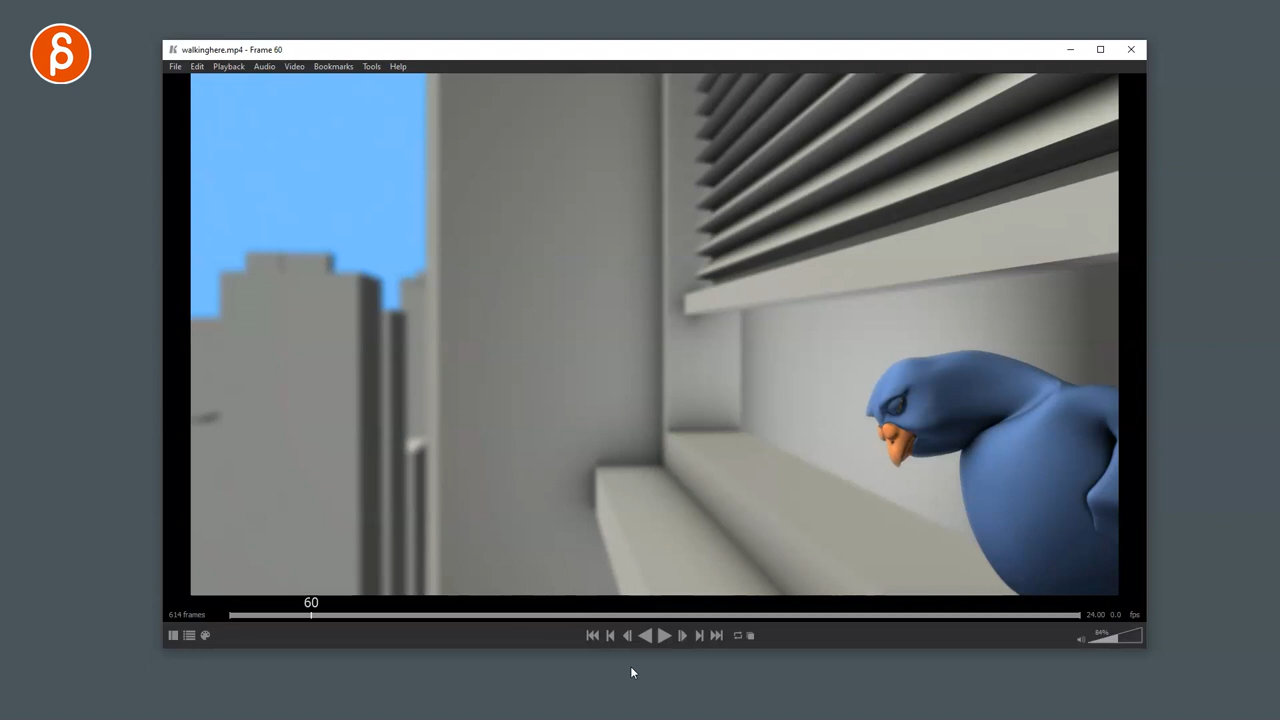 walkinghere.mp4 - Frame 60
File Edit Playback Audio Video Bookmarks Tools Help
60
614 frames
24.00 0.0 fps
84%